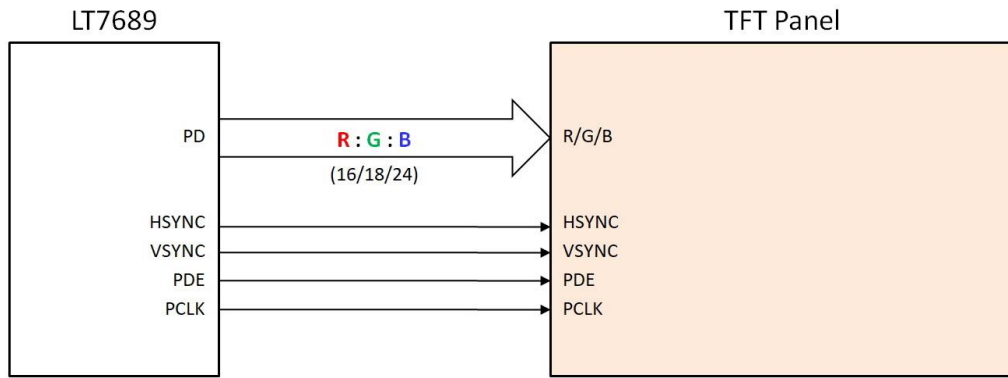 LT7689
TFT Panel
PD
R : G : B
R/G/B
(16/18/24)
HSYNC
HSYNC
VSYNC
VSYNC
PDE
PDE
PCLK
PCLK